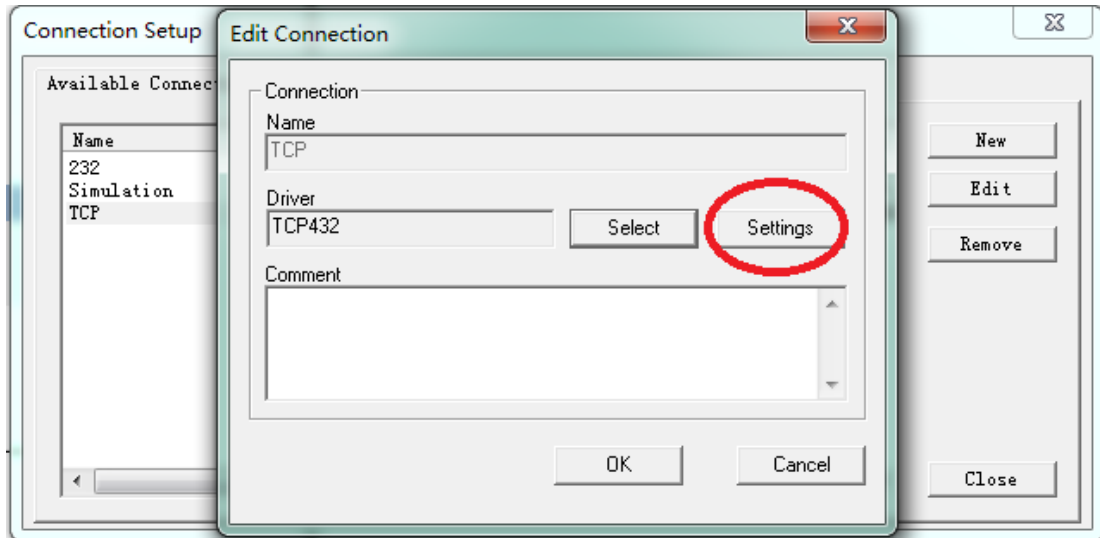 Connection Setup
Edit Connection
Available Connec
Connection
Name
TCP
Driver
TCP432
Select
Settings
Comment
OK
Cancel
Name
232
Simulation
TCP
New
Edit
Remove
Close